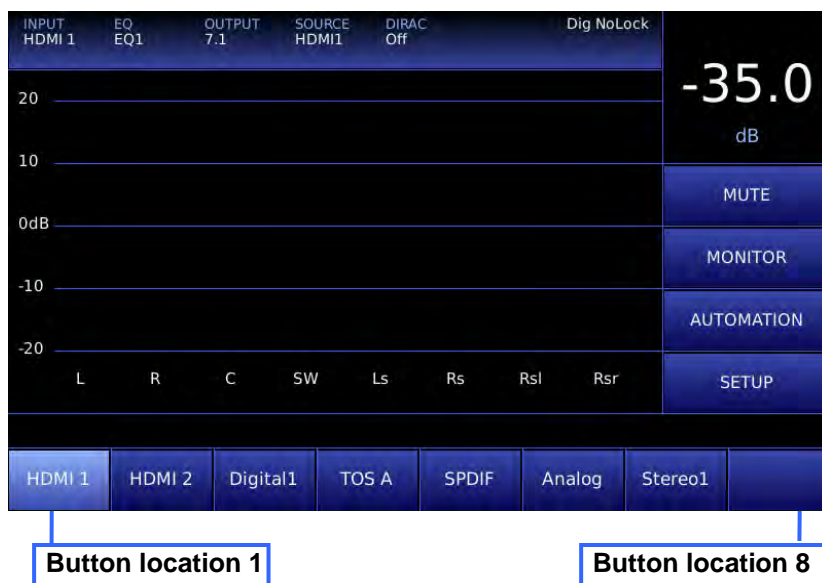 INPUT EQ OUTPUT SOURCE DIRAC Dig NoLock
HDMI 1 EQ1 7.1 HDMI1 Off
-35.0
dB
20
10
0dB
-10
-20
L R C SW Ls Rs Rsl Rsr
MUTE
MONITOR
AUTOMATION
SETUP
HDMI 1 HDMI 2 Digital1 TOS A SPDIF Analog Stereo1
Button location 1 Button location 8